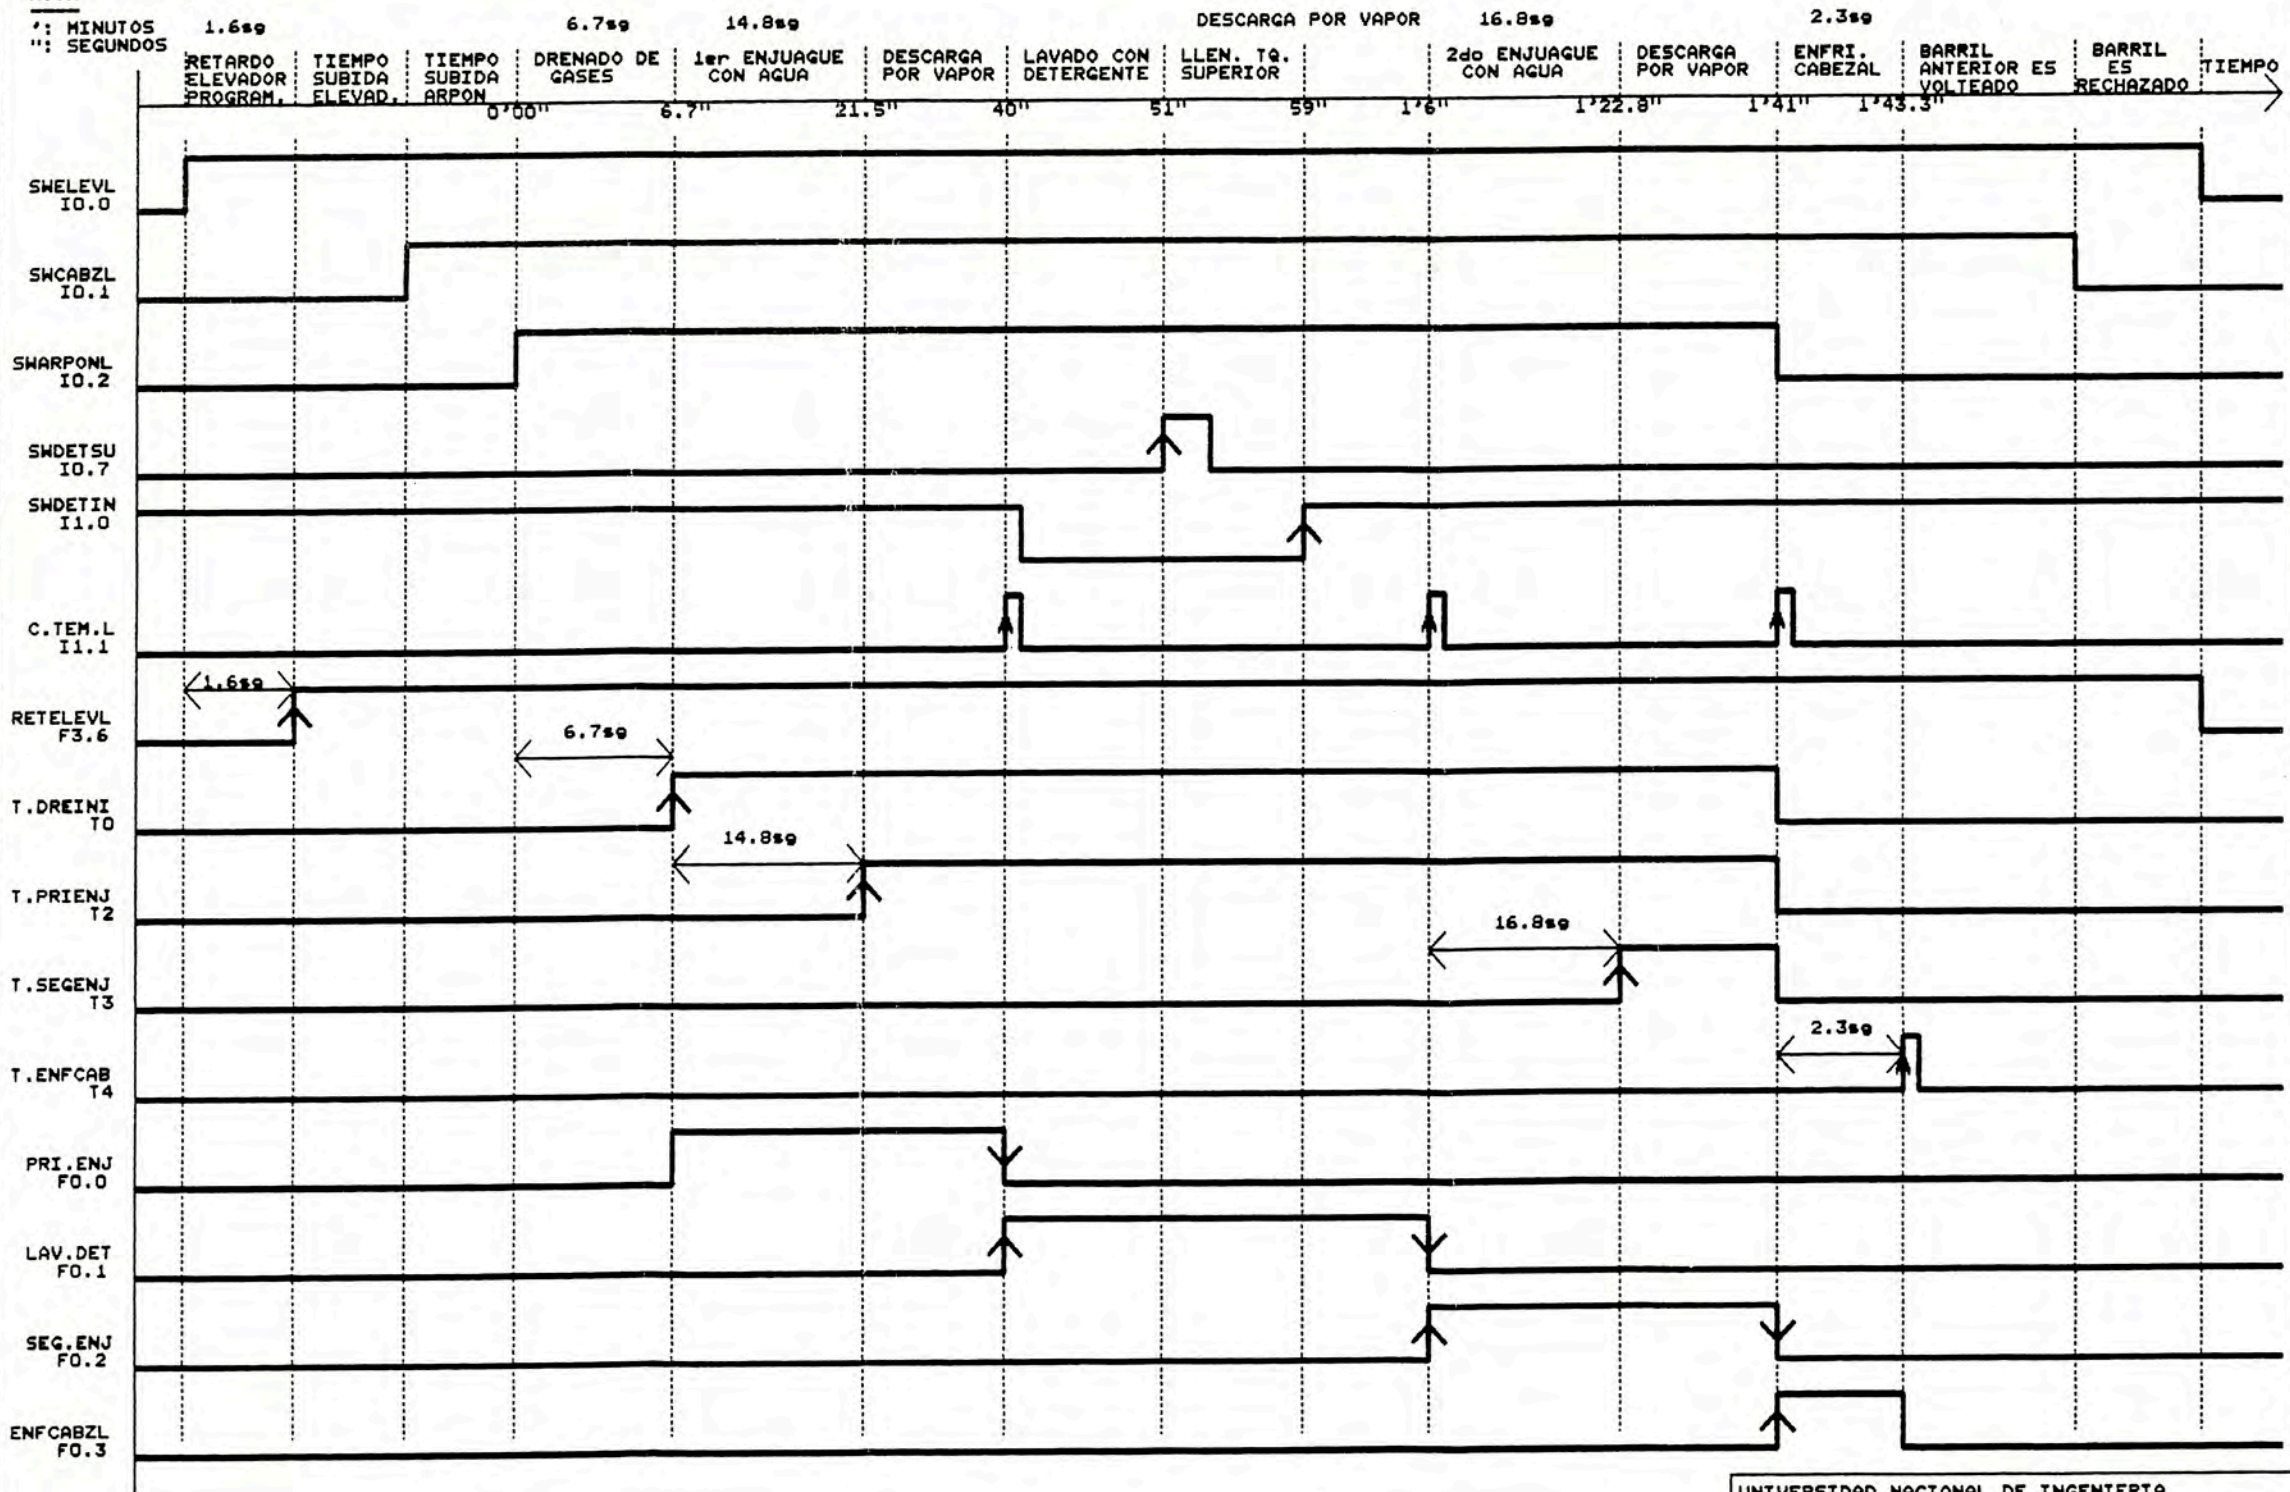 ': MINUTOS
": SEGUNDOS
1.6sg
6.7sg
14.8sg
DESCARGA POR VAPOR
16.8sg
2.3sg
RETARDO
ELEVADOR
PROGRAM.
TIEMPO
SUBIDA
ELEVAD.
TIEMPO
SUBIDA
ARPON
DRENADO DE
GASES
1er ENJUAGUE
CON AGUA
DESCARGA
POR VAPOR
LAVADO CON
DETERGENTE
LLEN. TQ.
SUPERIOR
2do ENJUAGUE
CON AGUA
DESCARGA
POR VAPOR
ENFRI.
CABEZAL
BARRIL
ANTERIOR ES
VOLTEADO
BARRIL
ES
RECHAZADO
TIEMPO
0'00"
6.7"
21.5"
40"
51"
59"
1'6"
1'22.8"
1'41"
1'43.3"
SWELEVL
I0.0
SWCABZL
I0.1
SWARPONL
I0.2
SWDETSU
I0.7
SWDETIN
I1.0
C.TEM.L
I1.1
1.6sg
RETELEVL
F3.6
6.7sg
T.DREINI
T0
14.8sg
T.PRIENJ
T2
16.8sg
T.SEGENJ
T3
2.3sg
T.ENFCAB
T4
PRI.ENJ
F0.0
LAV.DET
F0.1
SEG.ENJ
F0.2
ENFCABZL
F0.3
UNIVERSIDAD NACIONAL DE INGENIERIA